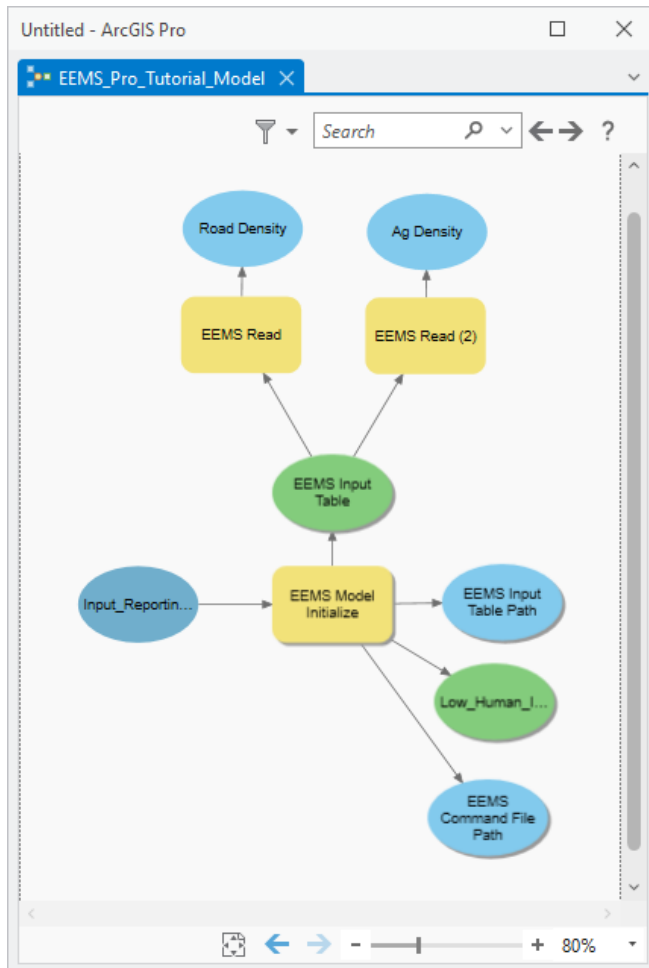 Untitled - ArcGIS Pro
EEMS_Pro_Tutorial_Model
Search
?
Road Density
Ag Density
EEMS Read
EEMS Read (2)
EEMS Input
Table
Input_Reportin...
EEMS Model
Initialize
EEMS Input
Table Path
Low_Human_I...
EEMS
Command File
Path
80%